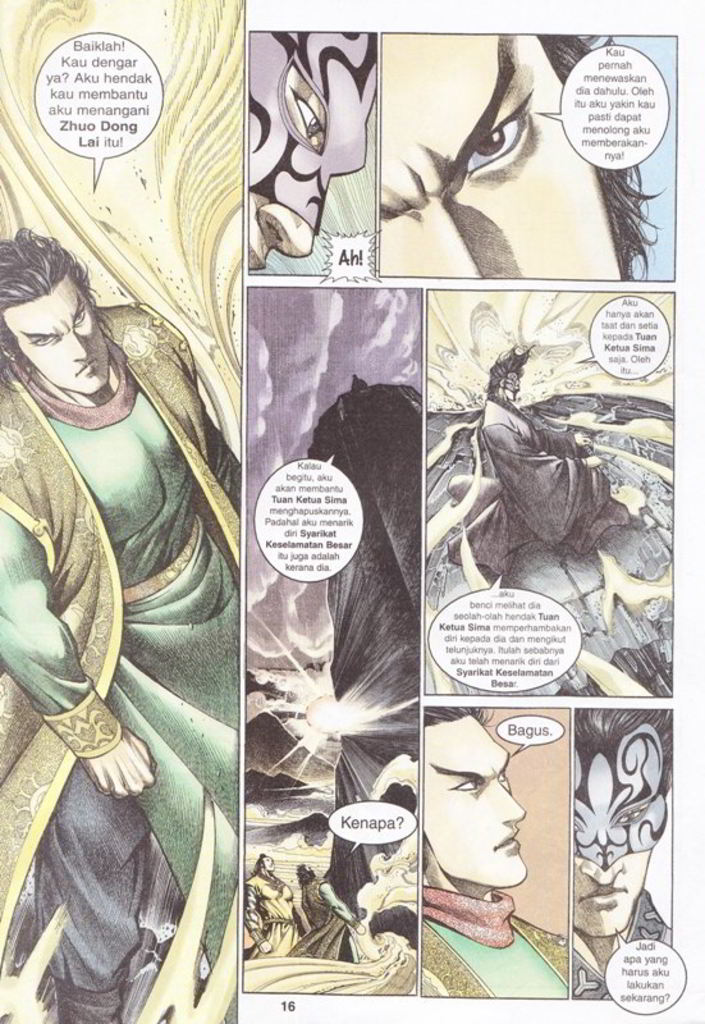 Baiklah!
Kau dengar
ya? Aku hendak
kau membantu
aku menangani
Zhuo Dong
Lai itu!
Kau
pernah
menewaskan
dia dahulu. Oleh
itu aku yakin kau
pasti dapat
menolong aku
memberakan-
nya!
Ah!
Aku
hanya akan
taat dan setia
kepada Tuan
Ketua Sima
saja. Oleh
itu...
...aku
benci melihat dia
seolah-olah hendak Tuan
Ketua Sima memperhambakan
diri kepada dia dan mengikut
telunjuknya. Itulah sebabnya
aku telah menarik diri dari
Syarikat Keselamatan
Besar.
Kalau
begitu, aku
akan membantu
Tuan Ketua Sima
menghapuskannya.
Padahal aku menarik
diri Syarikat
Keselamatan Besar
itu juga adalah
kerana dia.
Kenapa?
Bagus.
Jadi
apa yang
harus aku
lakukan
sekarang?
16